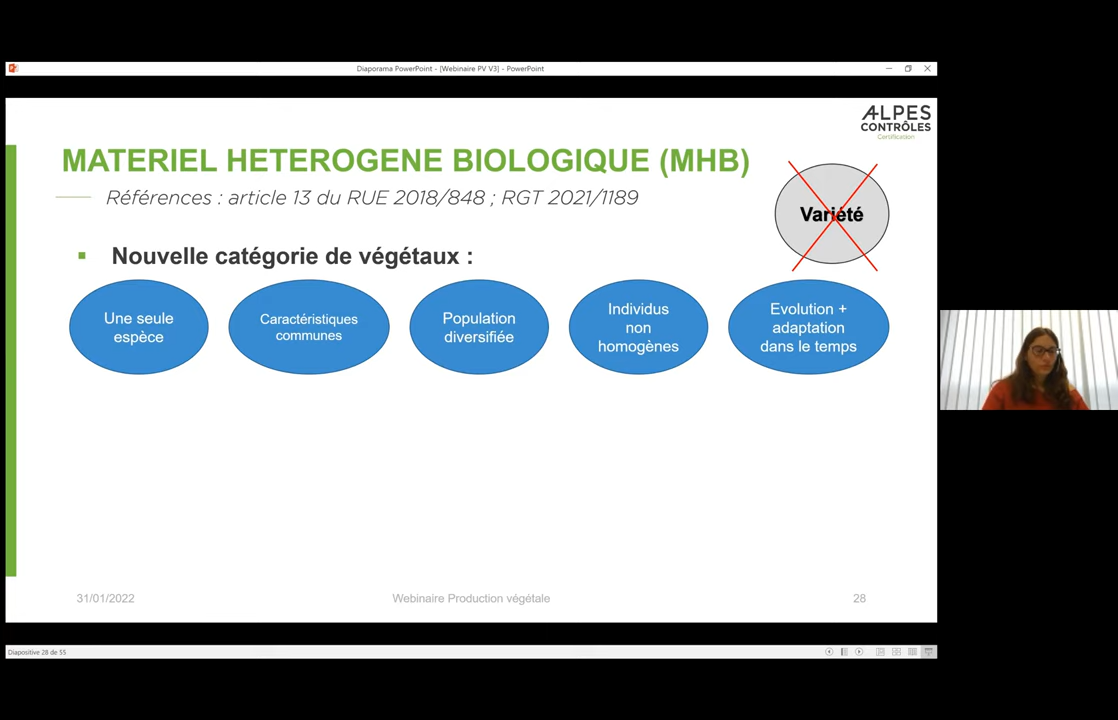 Diaporama PowerPoint - [Webinaire PV V3] - PowerPoint
ALPES
CONTRÔLES
Certification
MATERIEL HETEROGENE BIOLOGIQUE (MHB)
Références : article 13 du RUE 2018/848 ; RGT 2021/1189
Variété
Nouvelle catégorie de végétaux :
Une seule
espèce
Caractéristiques
communes
Population
diversifiée
Individus
non
homogènes
Evolution +
adaptation
dans le temps
31/01/2022
Webinaire Production végétale
28
Diapositive 28 de 55